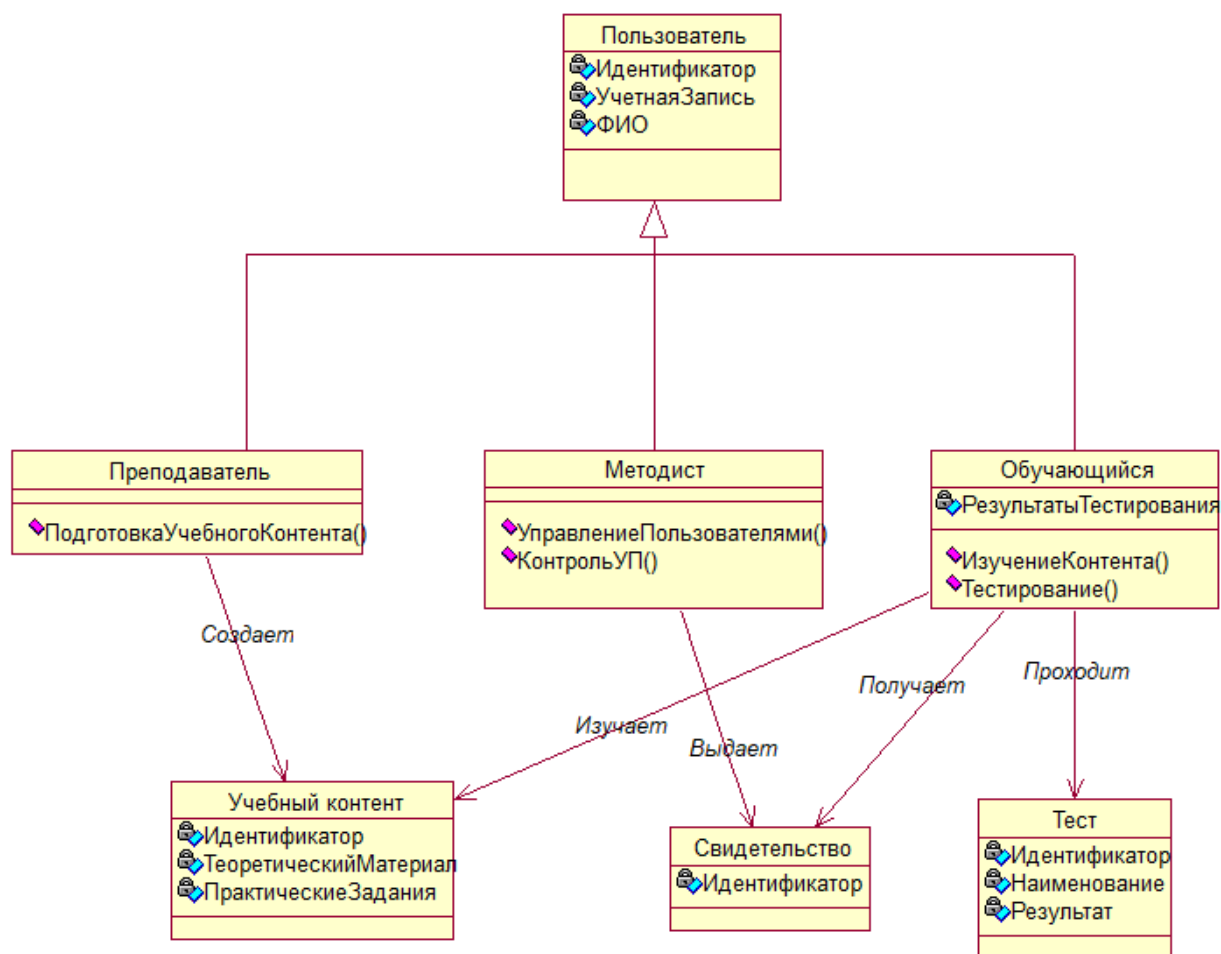 Пользователь
Идентификатор
УчетнаяЗапись
ФИО
Преподаватель
ПодготовкаУчебногоКонтента()
Методист
УправлениеПользователями()
КонтрольУП()
Обучающийся
РезультатыТестирования
ИзучениеКонтента()
Тестирование()
Создает
Изучает
Выдает
Получает
Проходит
Учебный контент
Идентификатор
ТеоретическийМатериал
ПрактическиеЗадания
Свидетельство
Идентификатор
Тест
Идентификатор
Наименование
Результат